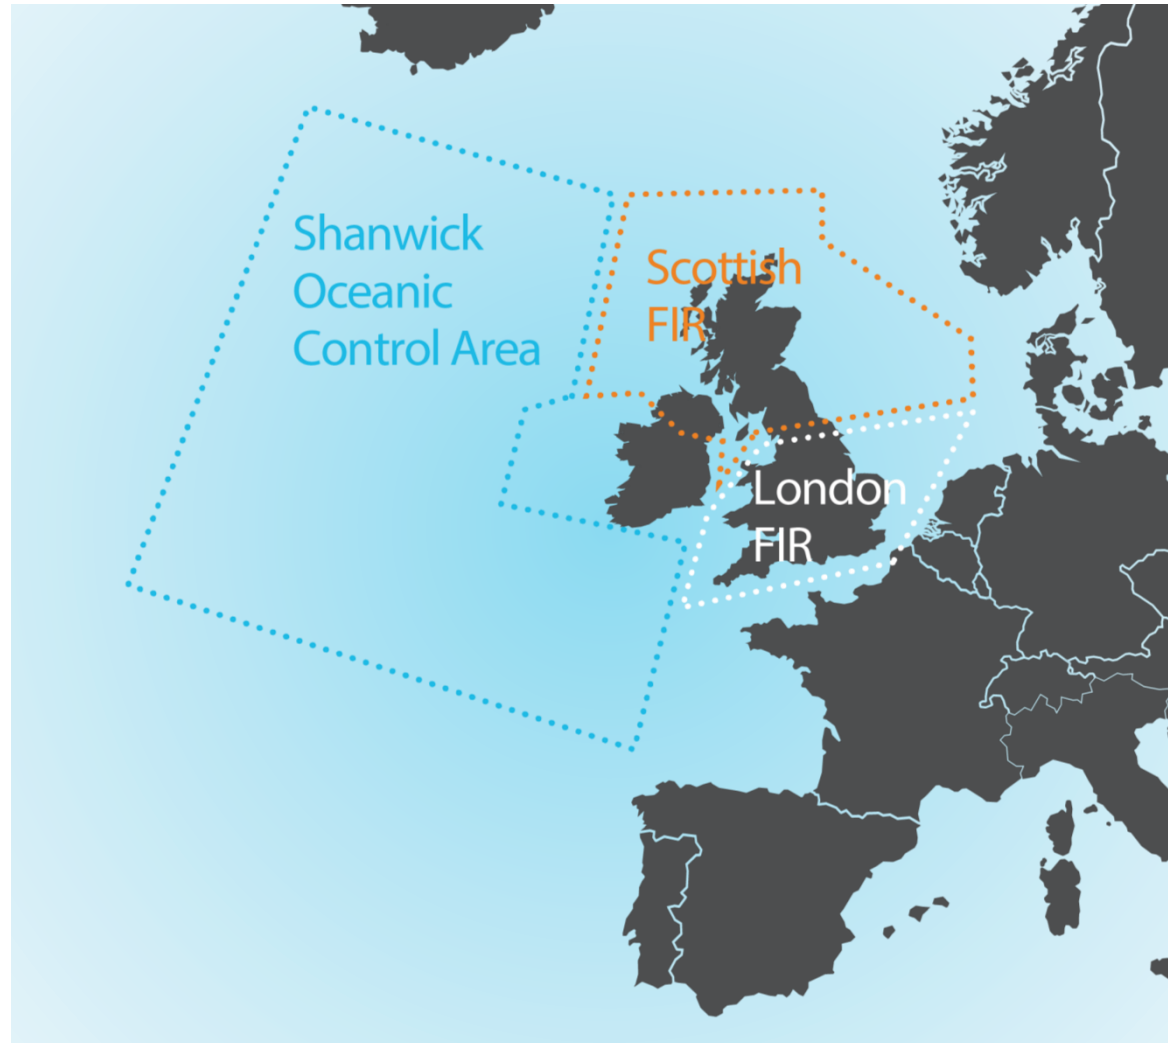 Shanwick
Oceanic
Control Area
Scottish
FIR
London
FIR